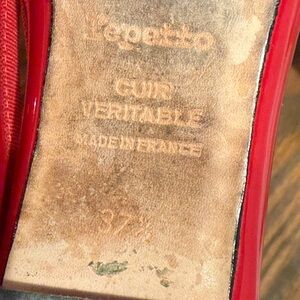 repetto
CUIR
VERITABLE
MADE IN FRANCE
37½